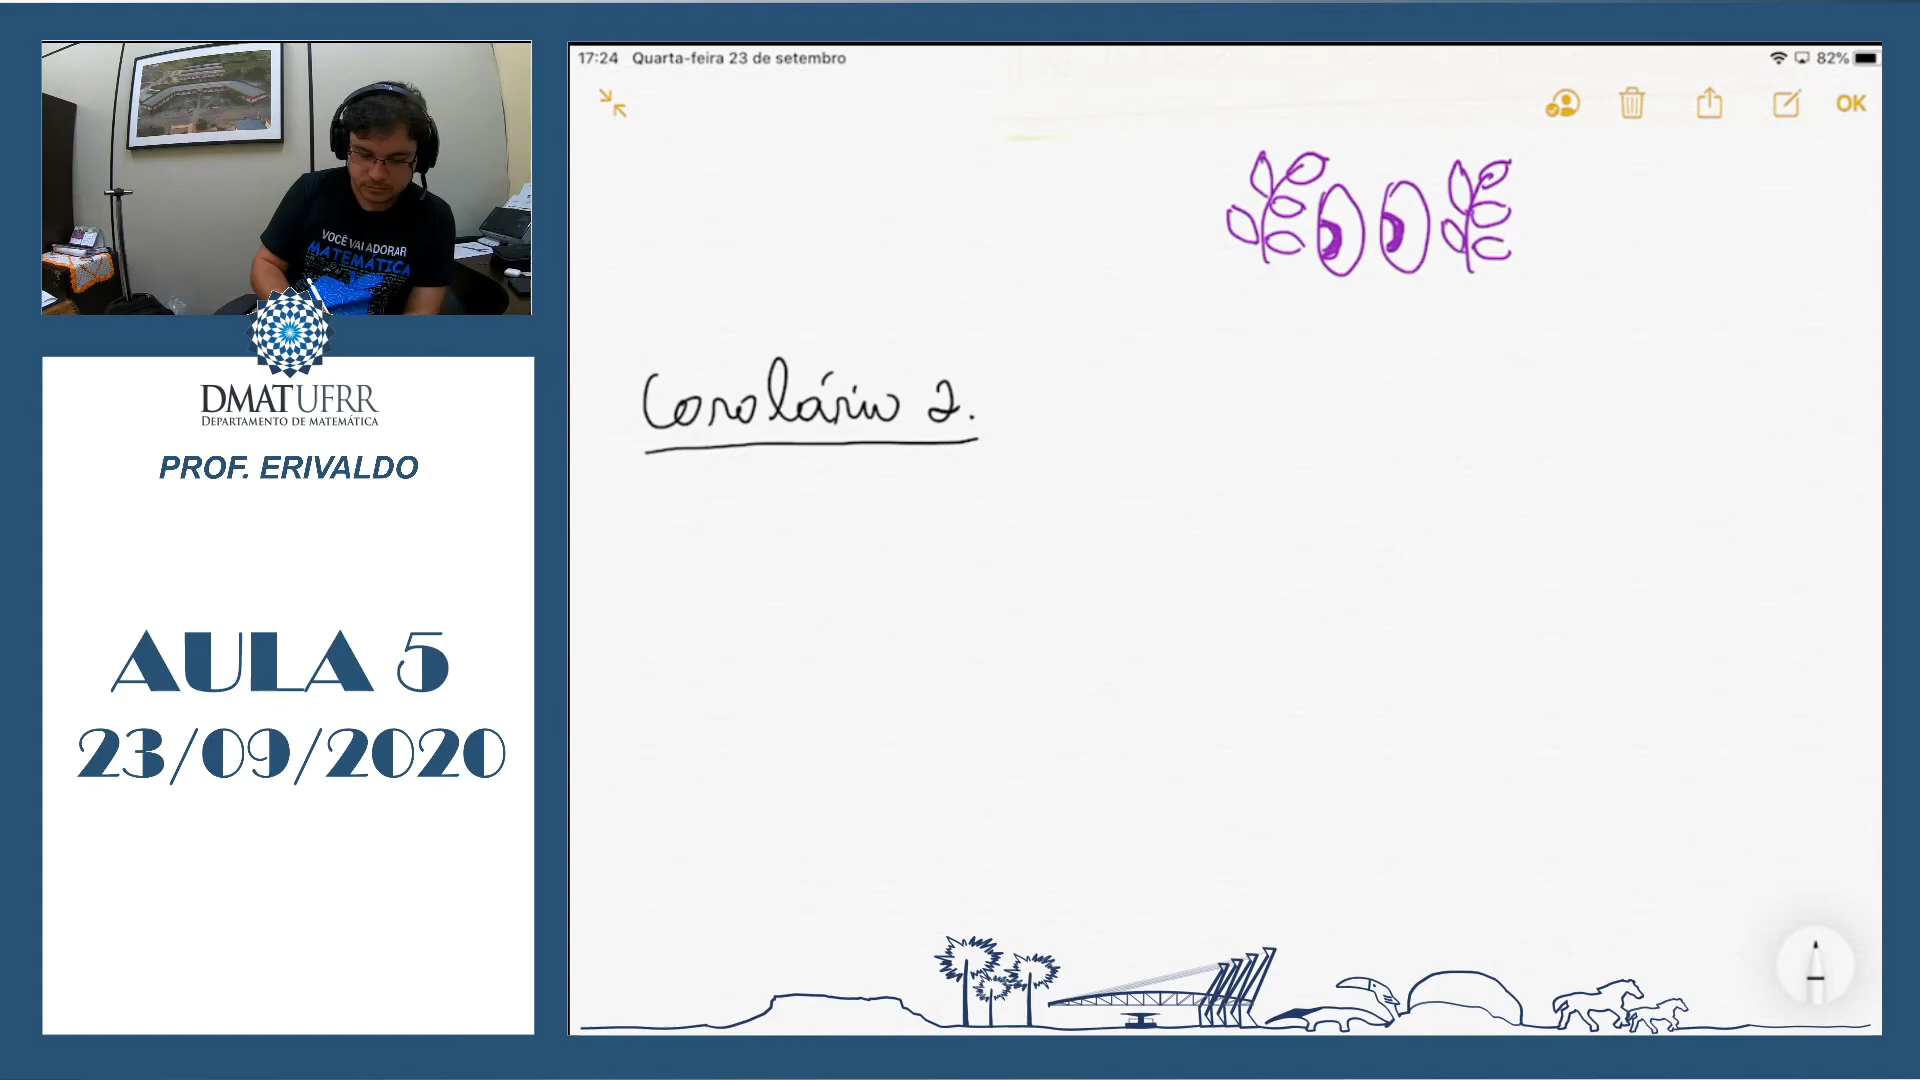 17:24 Quarta-feira 23 de setembro
82%
OK
VOCÊ VAI ADORAR
MATEMÁTICA
DMATUFRR
DEPARTAMENTO DE MATEMÁTICA
PROF. ERIVALDO
Corolário 2.
AULA 5
23/09/2020